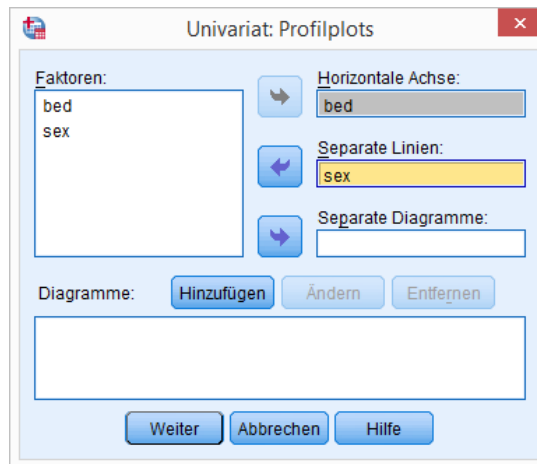 Univariat: Profilplots
Faktoren:
bed
sex
Horizontale Achse:
bed
Separate Linien:
sex
Separate Diagramme:
Diagramme:
Hinzufügen
Ändern
Entfernen
Weiter
Abbrechen
Hilfe